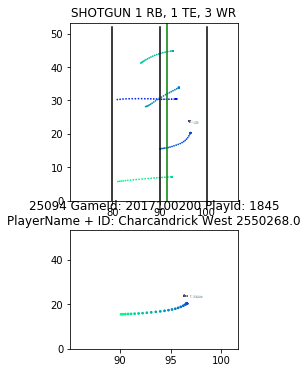 SHOTGUN 1 RB, 1 TE, 3 WR
50
40
30
20
10
0
80 90 100
25094 GameId: 2017100200 PlayId: 1845
PlayerName + ID: Charcandrick West 2550268.0
40
20
0
90 95 100